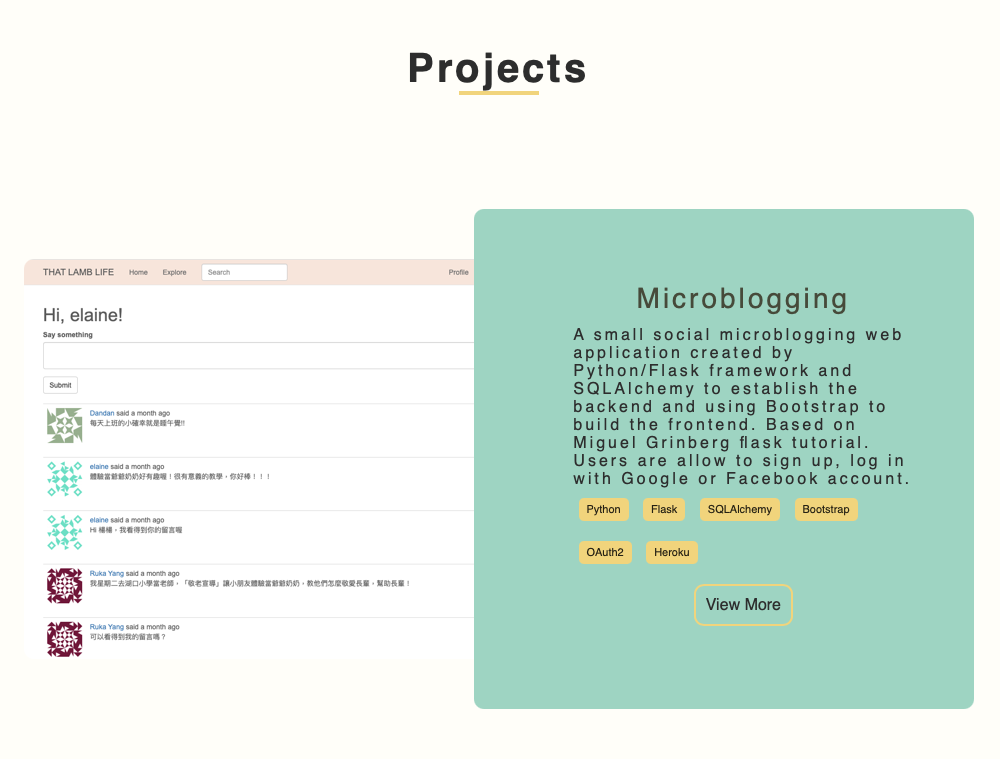 Projects
THAT LAMB LIFE Home Explore Search Profile
Hi, elaine!
Say something
Submit
Dandan said a month ago
每天上班的小確幸就是睡午覺!!
elaine said a month ago
體驗當爺爺奶奶好有趣喔！很有意義的教學，你好棒！！！
elaine said a month ago
Hi 楊楊，我看得到你的留言喔
Ruka Yang said a month ago
我星期二去湖口小學當老師，「敬老宣導」讓小朋友體驗當爺爺奶奶，教他們怎麼敬愛長輩，幫助長輩！
Ruka Yang said a month ago
可以看得到我的留言嗎？
Microblogging
A small social microblogging web
application created by
Python/Flask framework and
SQLAlchemy to establish the
backend and using Bootstrap to
build the frontend. Based on
Miguel Grinberg flask tutorial.
Users are allow to sign up, log in
with Google or Facebook account.
Python Flask SQLAlchemy Bootstrap
OAuth2 Heroku
View More